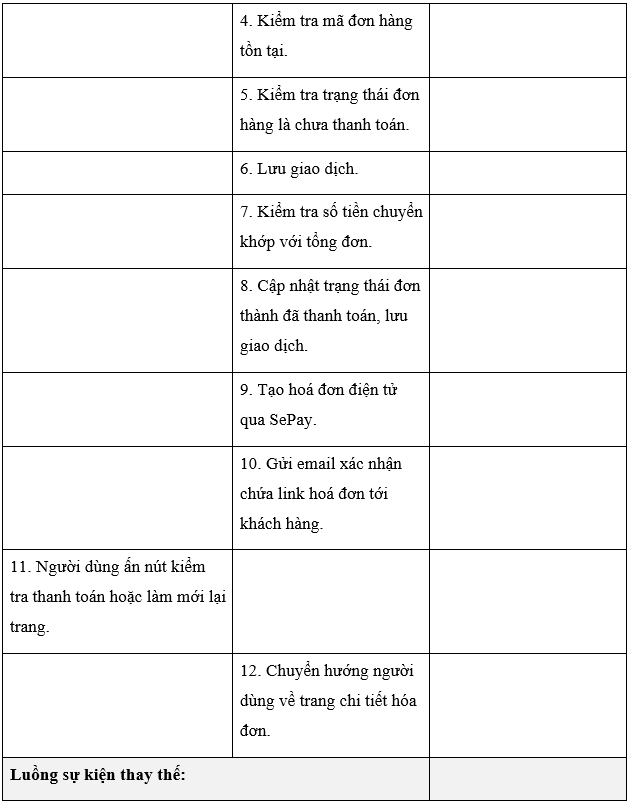 4. Kiểm tra mã đơn hàng
tồn tại.
5. Kiểm tra trạng thái đơn
hàng là chưa thanh toán.
6. Lưu giao dịch.
7. Kiểm tra số tiền chuyển
khớp với tổng đơn.
8. Cập nhật trạng thái đơn
thành đã thanh toán, lưu
giao dịch.
9. Tạo hoá đơn điện tử
qua SePay.
10. Gửi email xác nhận
chứa link hoá đơn tới
khách hàng.
11. Người dùng ấn nút kiểm
tra thanh toán hoặc làm mới lại
trang.
12. Chuyển hướng người
dùng về trang chi tiết hóa
đơn.
Luồng sự kiện thay thế: